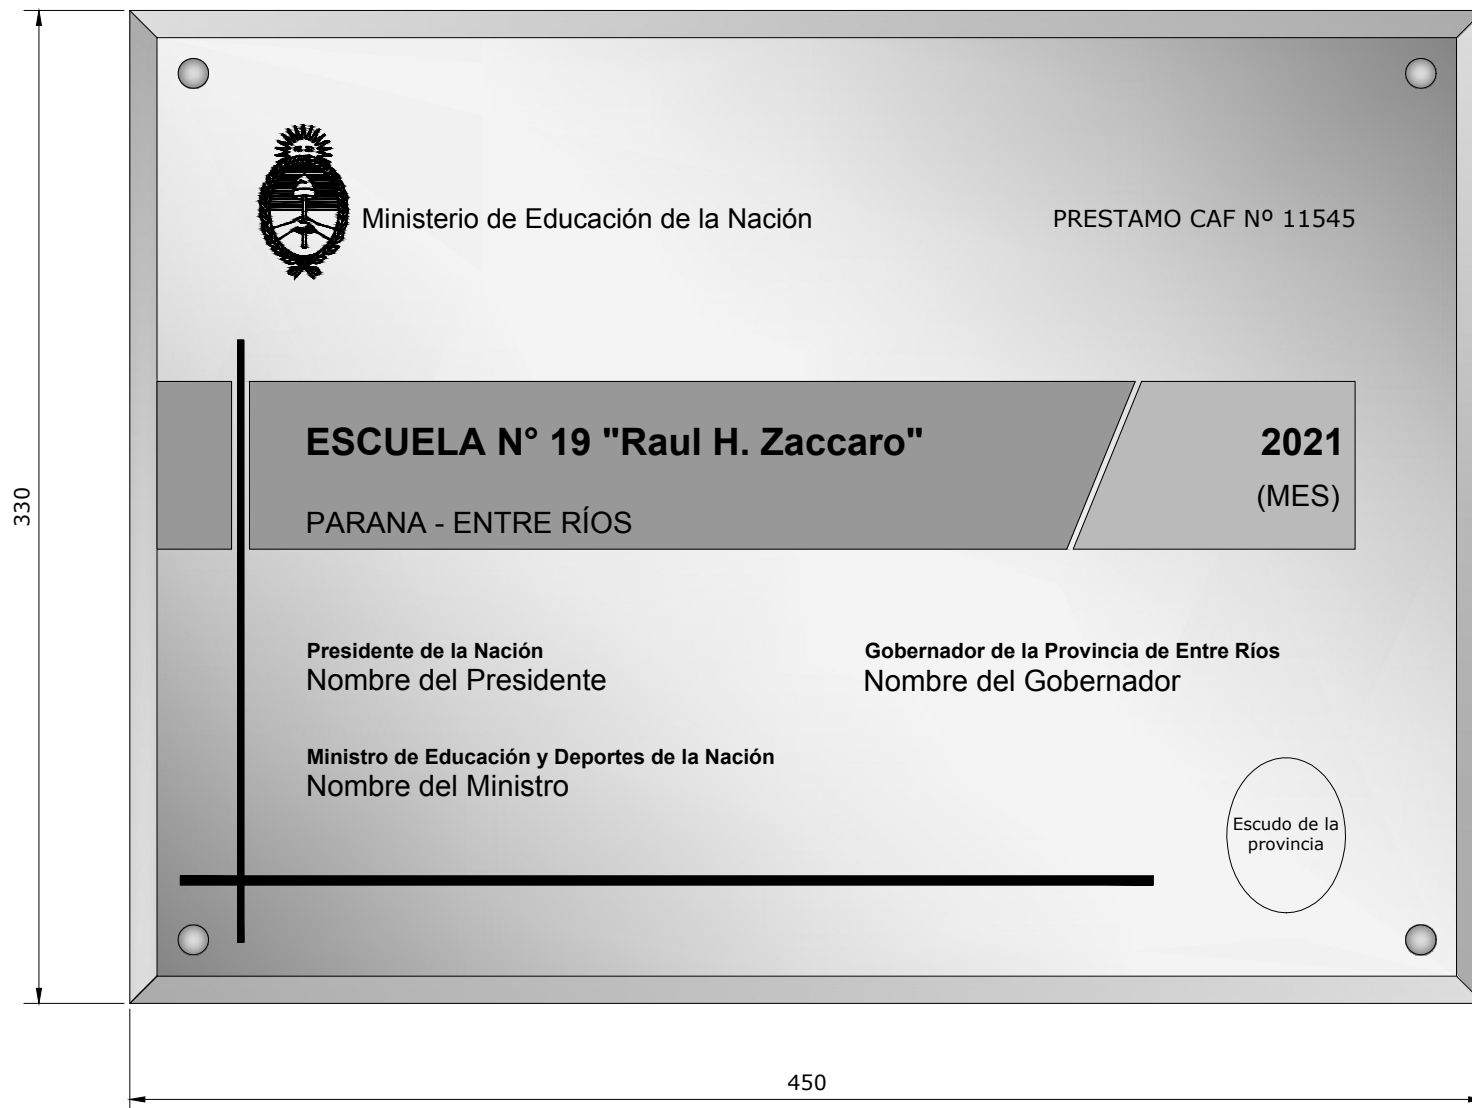 Ministerio de Educación de la Nación
PRESTAMO CAF Nº 11545
ESCUELA N° 19 "Raul H. Zaccaro"
2021
(MES)
PARANA - ENTRE RÍOS
330
Presidente de la Nación
Nombre del Presidente
Gobernador de la Provincia de Entre Ríos
Nombre del Gobernador
Ministro de Educación y Deportes de la Nación
Nombre del Ministro
Escudo de la
provincia
450